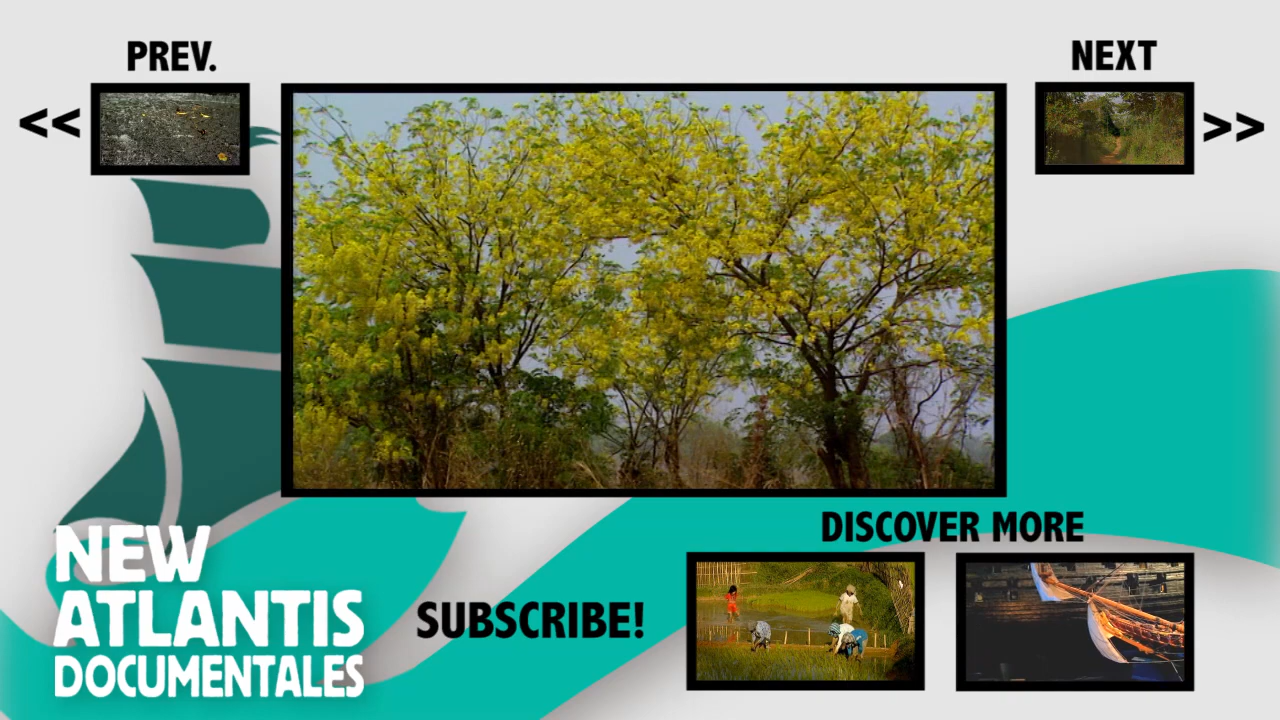 PREV.
NEXT
<<
>>
DISCOVER MORE
SUBSCRIBE!
NEW
ATLANTIS
DOCUMENTALES